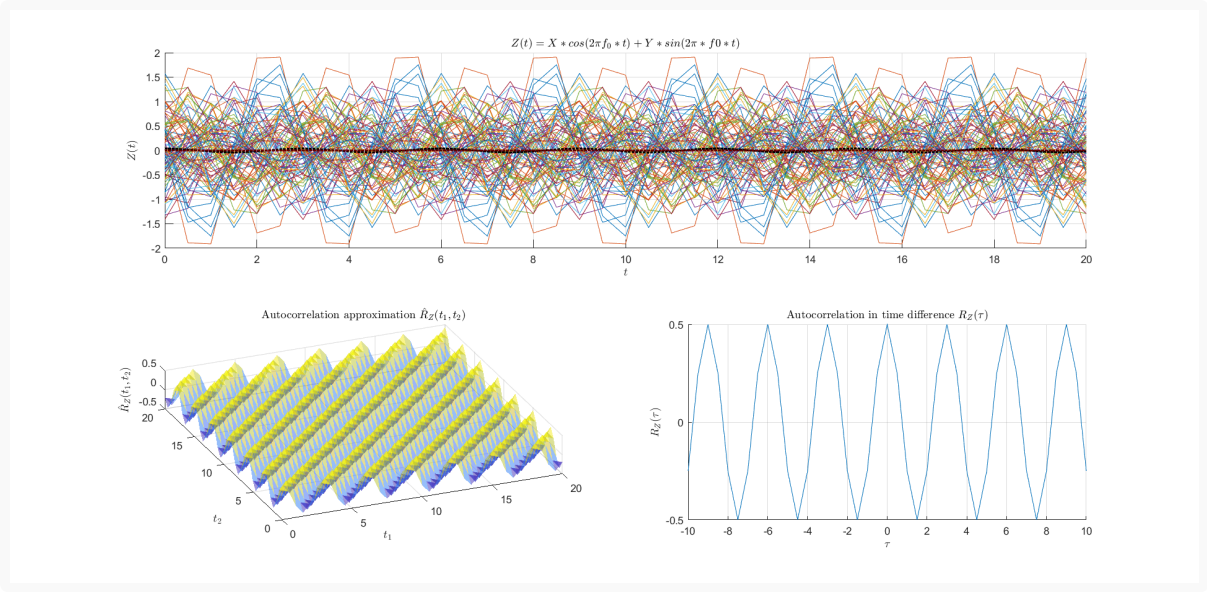 Z(t) = X * cos(2πf₀ * t) + Y * sin(2π * f0 * t)
2
1.5
1
0.5
0
-0.5
-1
-1.5
-2
Z(t)
0 2 4 6 8 10 12 14 16 18 20
t
Autocorrelation approximation R̂_Z(t₁, t₂)
0.5
0
-0.5
R̂_Z(t₁, t₂)
20
15
10
5
0
t₂
0 5 10 15 20
t₁
Autocorrelation in time difference R_Z(τ)
0.5
0
-0.5
R_Z(τ)
-10 -8 -6 -4 -2 0 2 4 6 8 10
τ